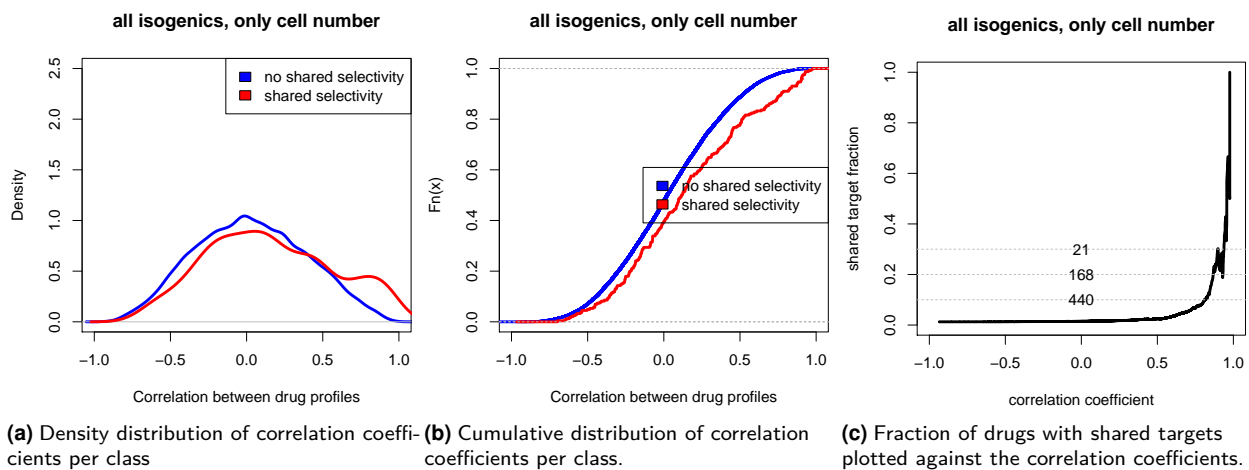 all isogenics, only cell number
Density
0.0
0.5
1.0
1.5
2.0
2.5
no shared selectivity
shared selectivity
−1.0 −0.5 0.0 0.5 1.0
Correlation between drug profiles
(a) Density distribution of correlation coeffi-
cients per class
all isogenics, only cell number
Fn(x)
0.0
0.2
0.4
0.6
0.8
1.0
no shared selectivity
shared selectivity
−1.0 −0.5 0.0 0.5 1.0
Correlation between drug profiles
(b) Cumulative distribution of correlation
coefficients per class.
all isogenics, only cell number
shared target fraction
0.0
0.2
0.4
0.6
0.8
1.0
21
168
440
−1.0 −0.5 0.0 0.5 1.0
correlation coefficient
(c) Fraction of drugs with shared targets
plotted against the correlation coefficients.